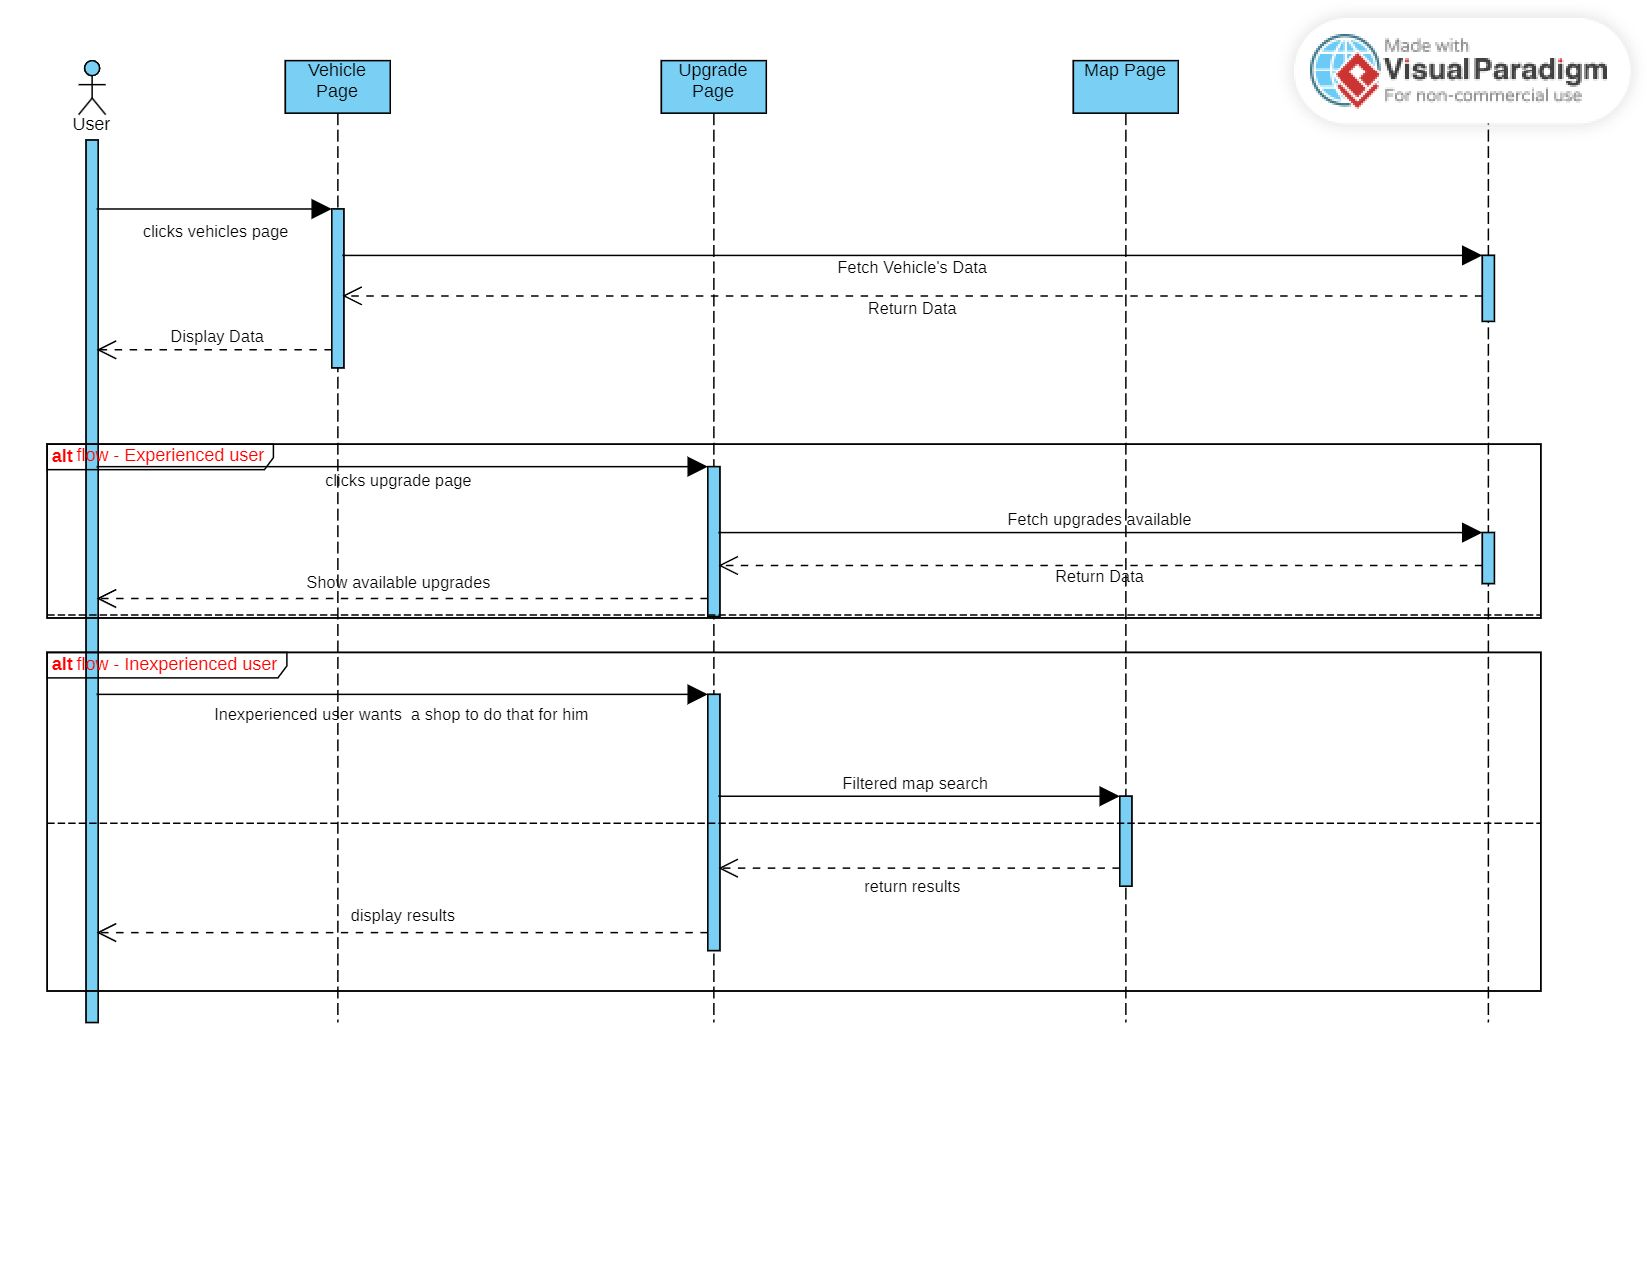 Made with
Visual Paradigm
For non-commercial use
Vehicle
Page
Upgrade
Page
Map Page
User
clicks vehicles page
Fetch Vehicle's Data
Return Data
Display Data
alt flow - Experienced user
clicks upgrade page
Fetch upgrades available
Return Data
Show available upgrades
alt flow - Inexperienced user
Inexperienced user wants  a shop to do that for him
Filtered map search
return results
display results